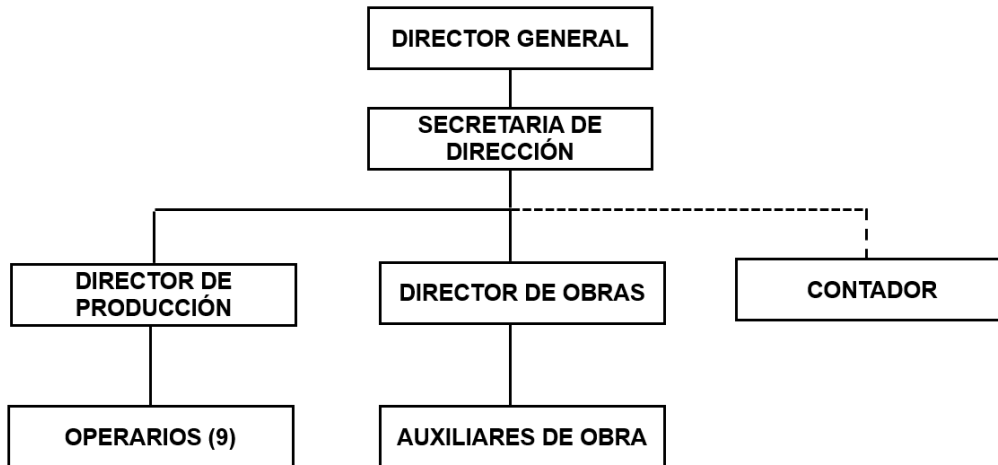 DIRECTOR GENERAL
SECRETARIA DE
DIRECCIÓN
DIRECTOR DE
PRODUCCIÓN
DIRECTOR DE OBRAS
CONTADOR
OPERARIOS (9)
AUXILIARES DE OBRA